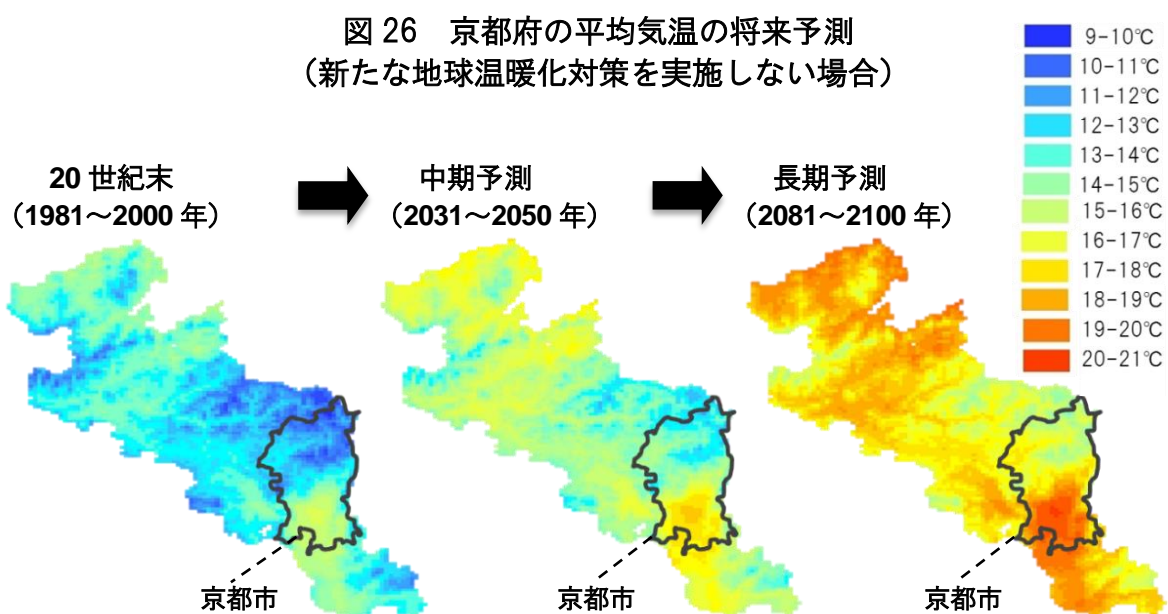 図 26　京都府の平均気温の将来予測
（新たな地球温暖化対策を実施しない場合）
9-10℃
10-11℃
11-12℃
12-13℃
13-14℃
14-15℃
15-16℃
16-17℃
17-18℃
18-19℃
19-20℃
20-21℃
20 世紀末
（1981～2000 年）
中期予測
（2031～2050 年）
長期予測
（2081～2100 年）
京都市
京都市
京都市